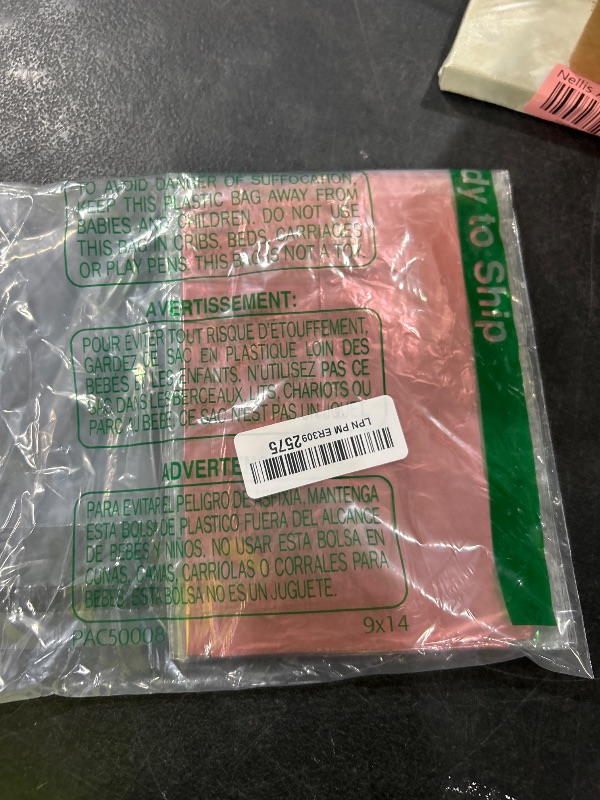 Nellis
dy to Ship
TO AVOID DANGER OF SUFFOCATION
KEEP THIS PLASTIC BAG AWAY FROM
BABIES AND CHILDREN. DO NOT USE
THIS BAG IN CRIBS, BEDS, CARRIAGES
OR PLAY PENS. THIS BAG IS NOT A TOY.
AVERTISSEMENT:
POUR ÉVITER TOUT RISQUE D'ÉTOUFFEMENT,
GARDEZ CE SAC EN PLASTIQUE LOIN DES
BEBES ET LES ENFANTS. N'UTILISEZ PAS CE
SAC DANS LES BERCEAUX, LITS, CHARIOTS OU
PARC AU BEBE, CE SAC N'EST PAS UN JOUET.
LPN PM ER3092575
ADVERTE
PARA EVITAR EL PELIGRO DE ASFIXIA, MANTENGA
ESTA BOLSA DE PLASTICO FUERA DEL ALCANCE
DE BEBES Y NINOS. NO USAR ESTA BOLSA EN
CUNAS, CAMAS, CARRIOLAS O CORRALES PARA
BEBES. ESTA BOLSA NO ES UN JUGUETE.
PAC50008
9x14